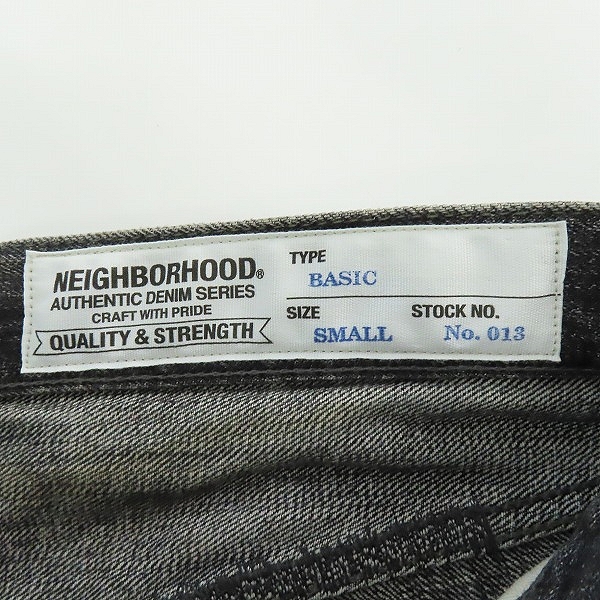 NEIGHBORHOOD®
AUTHENTIC DENIM SERIES
CRAFT WITH PRIDE
QUALITY & STRENGTH
TYPE
BASIC
SIZE
SMALL
STOCK NO.
No. 013